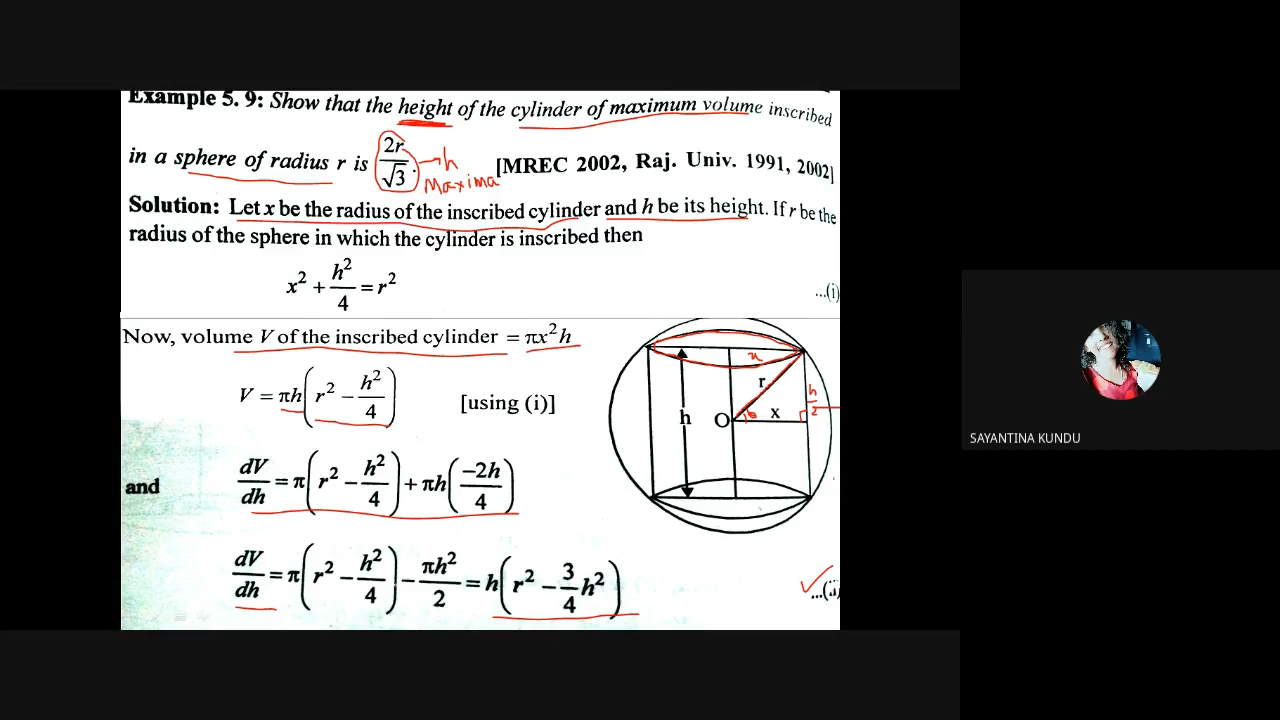 Example 5. 9: Show that the height of the cylinder of maximum volume inscribed
in a sphere of radius r is 2r/√3. → h [MREC 2002, Raj. Univ. 1991, 2002]
Maxima
Solution: Let x be the radius of the inscribed cylinder and h be its height. If r be the
radius of the sphere in which the cylinder is inscribed then
x² + h²/4 = r² ...(i)
Now, volume V of the inscribed cylinder = πx²h
V = πh(r² − h²/4) [using (i)]
and dV/dh = π(r² − h²/4) + πh(−2h/4)
dV/dh = π(r² − h²/4) − πh²/2 = h(r² − 3/4 h²) ...(ii)
x
r
h/2
h
O
θ
x
SAYANTINA KUNDU